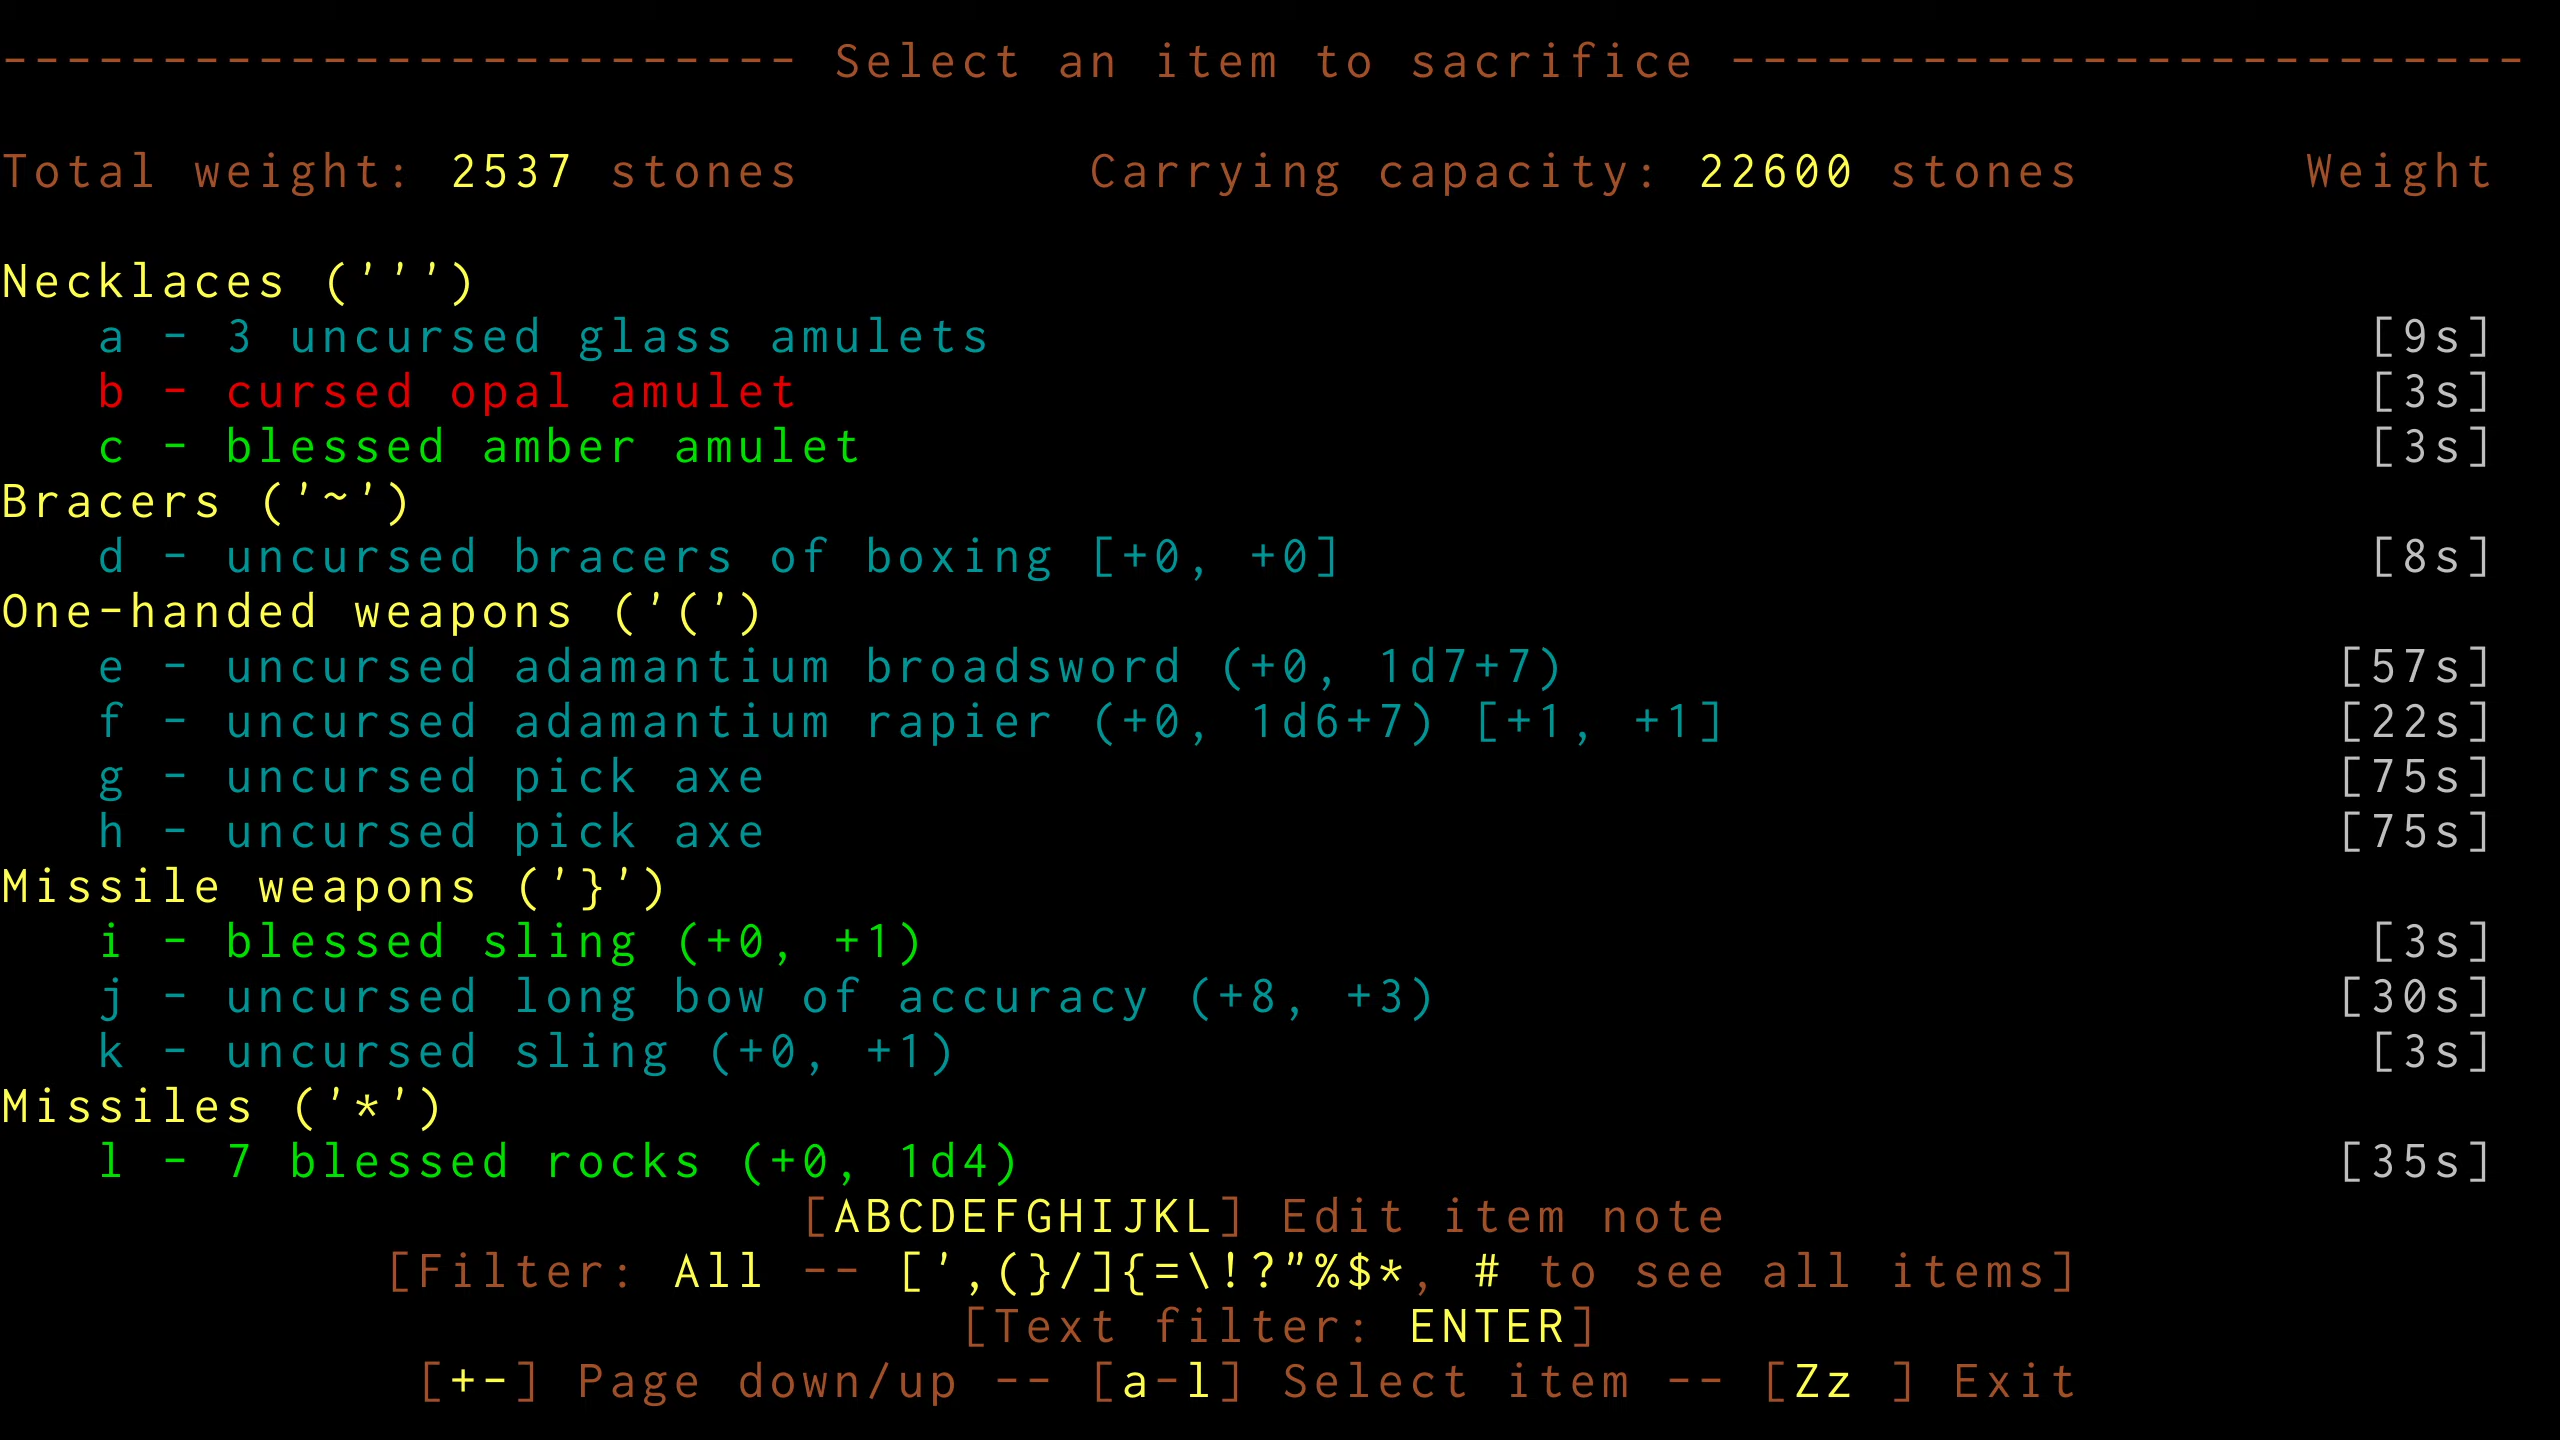 ------------------------- Select an item to sacrifice -------------------------
Total weight: 2537 stones Carrying capacity: 22600 stones Weight
Necklaces (''')
a - 3 uncursed glass amulets [9s]
b - cursed opal amulet [3s]
c - blessed amber amulet [3s]
Bracers ('~')
d - uncursed bracers of boxing [+0, +0] [8s]
One-handed weapons ('(')
e - uncursed adamantium broadsword (+0, 1d7+7) [57s]
f - uncursed adamantium rapier (+0, 1d6+7) [+1, +1] [22s]
g - uncursed pick axe [75s]
h - uncursed pick axe [75s]
Missile weapons ('}')
i - blessed sling (+0, +1) [3s]
j - uncursed long bow of accuracy (+8, +3) [30s]
k - uncursed sling (+0, +1) [3s]
Missiles ('*')
l - 7 blessed rocks (+0, 1d4) [35s]
[ABCDEFGHIJKL] Edit item note
[Filter: All -- [',(}/]{=\!?"%$*, # to see all items]
[Text filter: ENTER]
[+-] Page down/up -- [a-l] Select item -- [Zz ] Exit